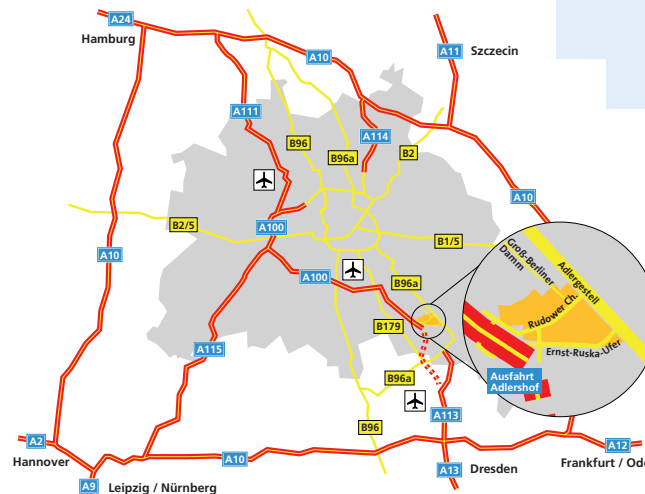 A24
Hamburg
A10
A11
Szczecin
A111
B96
B96a
A114
B2
A10
B2/5
A100
B1/5
A10
A100
B96a
Groß-Berliner
Damm
Adlergestell
Rudower Ch.
Ernst-Ruska-Ufer
B179
A115
Ausfahrt
Adlershof
B96a
A113
B96
A2
Hannover
A10
A12
Frankfurt / Ode
A9
Leipzig / Nürnberg
A13
Dresden